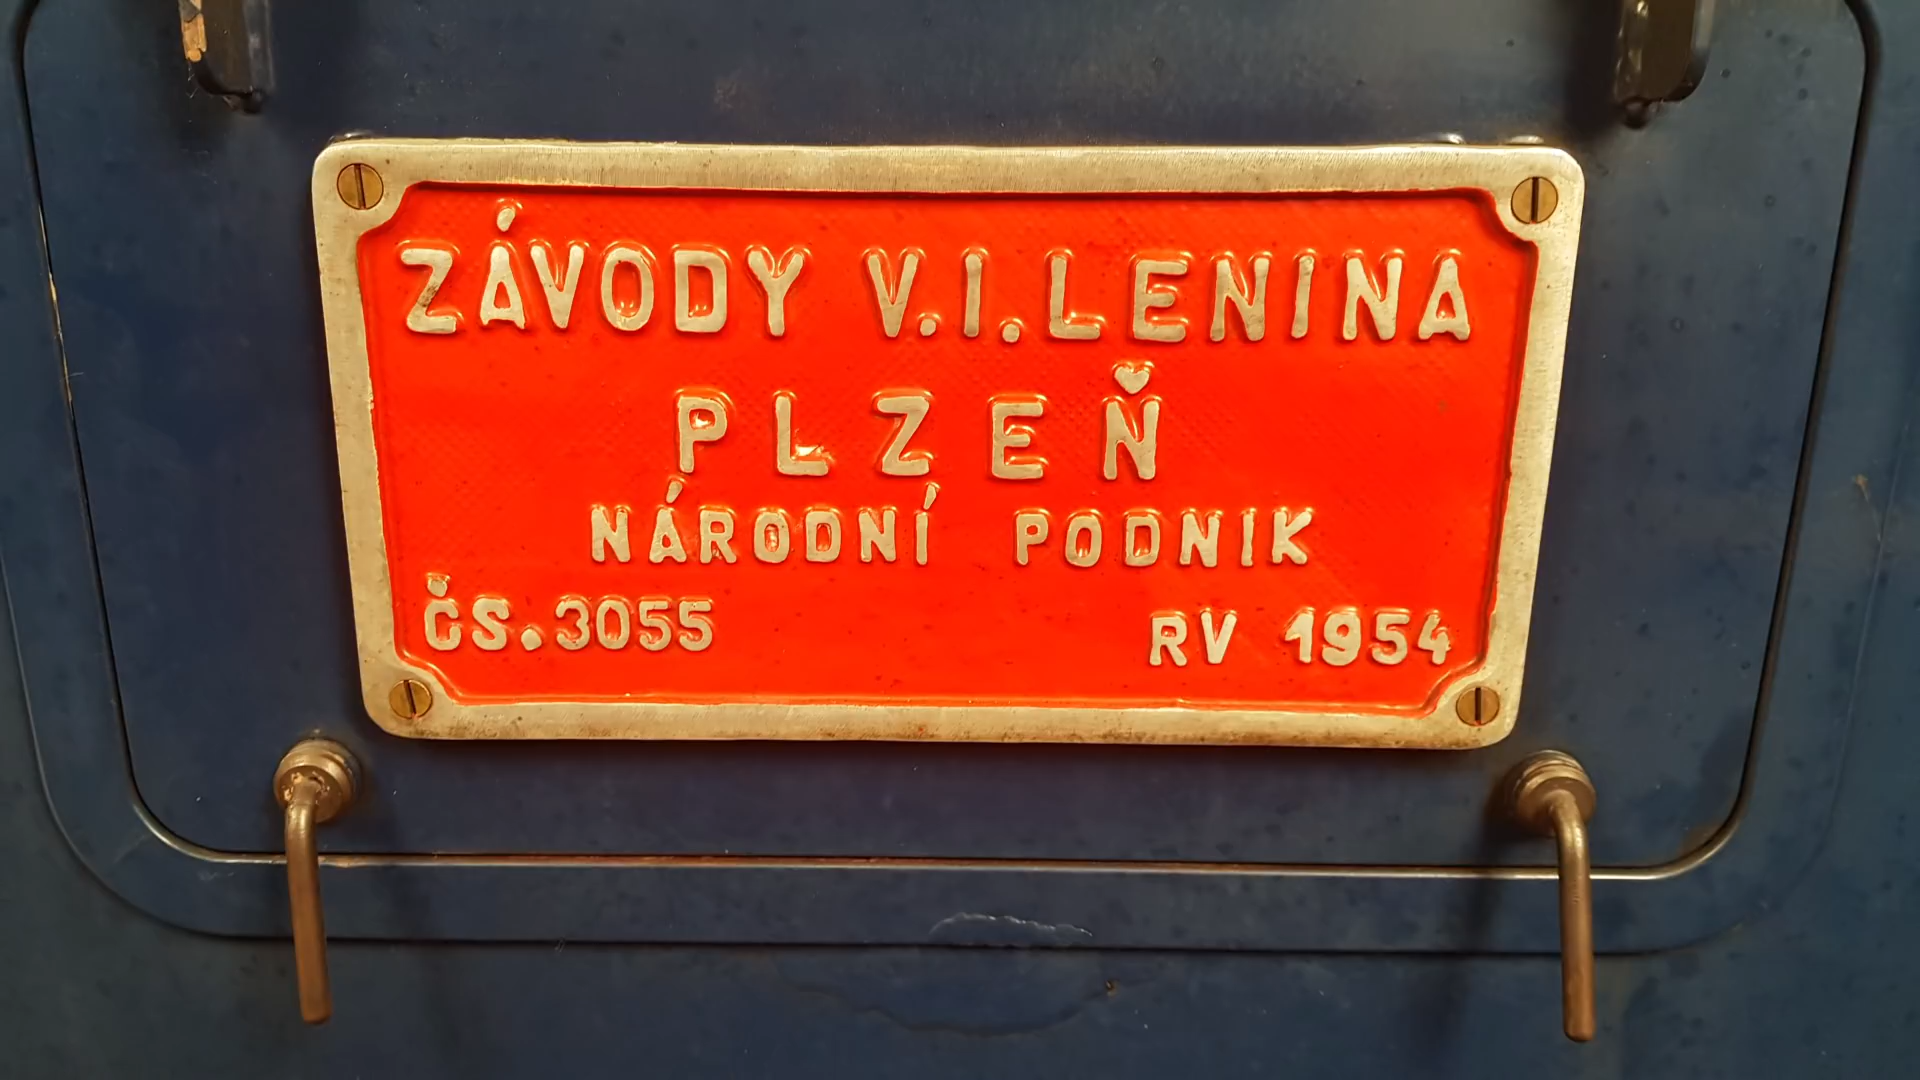 ZÁVODY V.I.LENINA
PLZEŇ
NÁRODNÍ PODNIK
ČS.3055 RV 1954